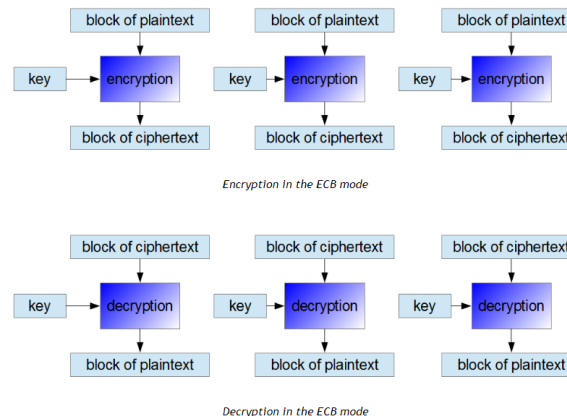 block of plaintext block of plaintext block of plaintext
key encryption key encryption key encryption
block of ciphertext block of ciphertext block of ciphertext
Encryption in the ECB mode
block of ciphertext block of ciphertext block of ciphertext
key decryption key decryption key decryption
block of plaintext block of plaintext block of plaintext
Decryption in the ECB mode